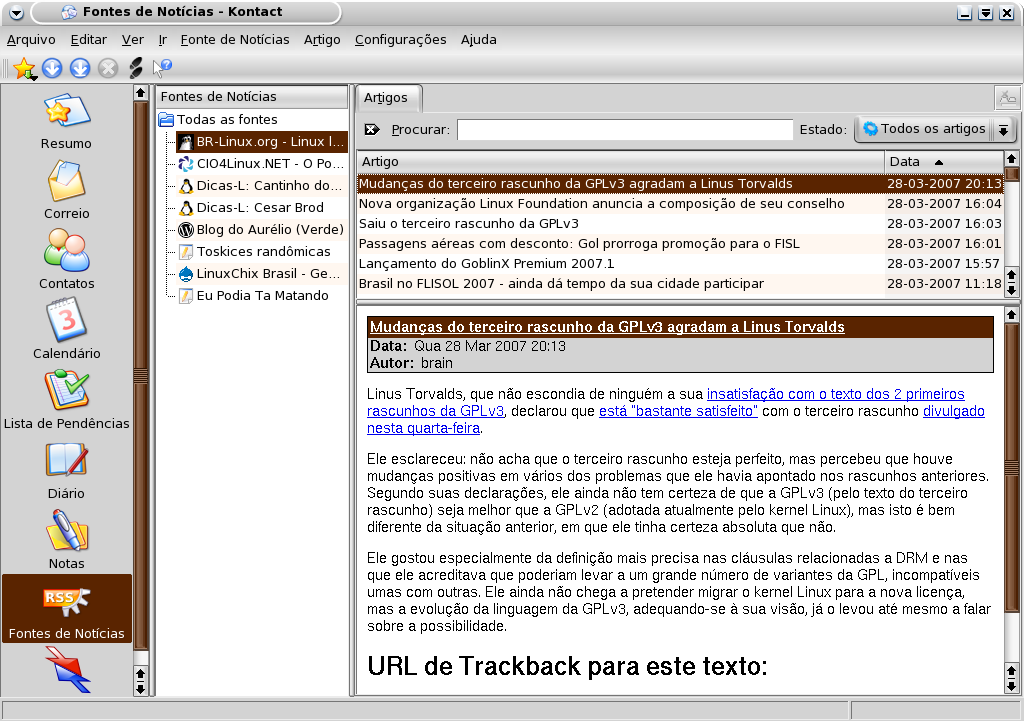 Fontes de Notícias - Kontact
Arquivo Editar Ver Ir Fonte de Notícias Artigo Configurações Ajuda
Resumo
Correio
Contatos
3
Calendário
Lista de Pendências
Diário
Notas
RSS
Fontes de Notícias
Fontes de Notícias
Todas as fontes
BR-Linux.org - Linux l...
CIO4Linux.NET - O Po...
Dicas-L: Cantinho do...
Dicas-L: Cesar Brod
Blog do Aurélio (Verde)
Toskices randômicas
LinuxChix Brasil - Ge...
Eu Podia Ta Matando
Artigos
Procurar: Estado: Todos os artigos
Artigo Data
Mudanças do terceiro rascunho da GPLv3 agradam a Linus Torvalds 28-03-2007 20:13
Nova organização Linux Foundation anuncia a composição de seu conselho 28-03-2007 16:04
Saiu o terceiro rascunho da GPLv3 28-03-2007 16:03
Passagens aéreas com desconto: Gol prorroga promoção para o FISL 28-03-2007 16:01
Lançamento do GoblinX Premium 2007.1 28-03-2007 15:57
Brasil no FLISOL 2007 - ainda dá tempo da sua cidade participar 28-03-2007 11:18
Mudanças do terceiro rascunho da GPLv3 agradam a Linus Torvalds
Data: Qua 28 Mar 2007 20:13
Autor: brain
Linus Torvalds, que não escondia de ninguém a sua insatisfação com o texto dos 2 primeiros
rascunhos da GPLv3, declarou que está "bastante satisfeito" com o terceiro rascunho divulgado
nesta quarta-feira.
Ele esclareceu: não acha que o terceiro rascunho esteja perfeito, mas percebeu que houve
mudanças positivas em vários dos problemas que ele havia apontado nos rascunhos anteriores.
Segundo suas declarações, ele ainda não tem certeza de que a GPLv3 (pelo texto do terceiro
rascunho) seja melhor que a GPLv2 (adotada atualmente pelo kernel Linux), mas isto é bem
diferente da situação anterior, em que ele tinha certeza absoluta que não.
Ele gostou especialmente da definição mais precisa nas cláusulas relacionadas a DRM e nas
que ele acreditava que poderiam levar a um grande número de variantes da GPL, incompatíveis
umas com outras. Ele ainda não chega a pretender migrar o kernel Linux para a nova licença,
mas a evolução da linguagem da GPLv3, adequando-se à sua visão, já o levou até mesmo a falar
sobre a possibilidade.
URL de Trackback para este texto: